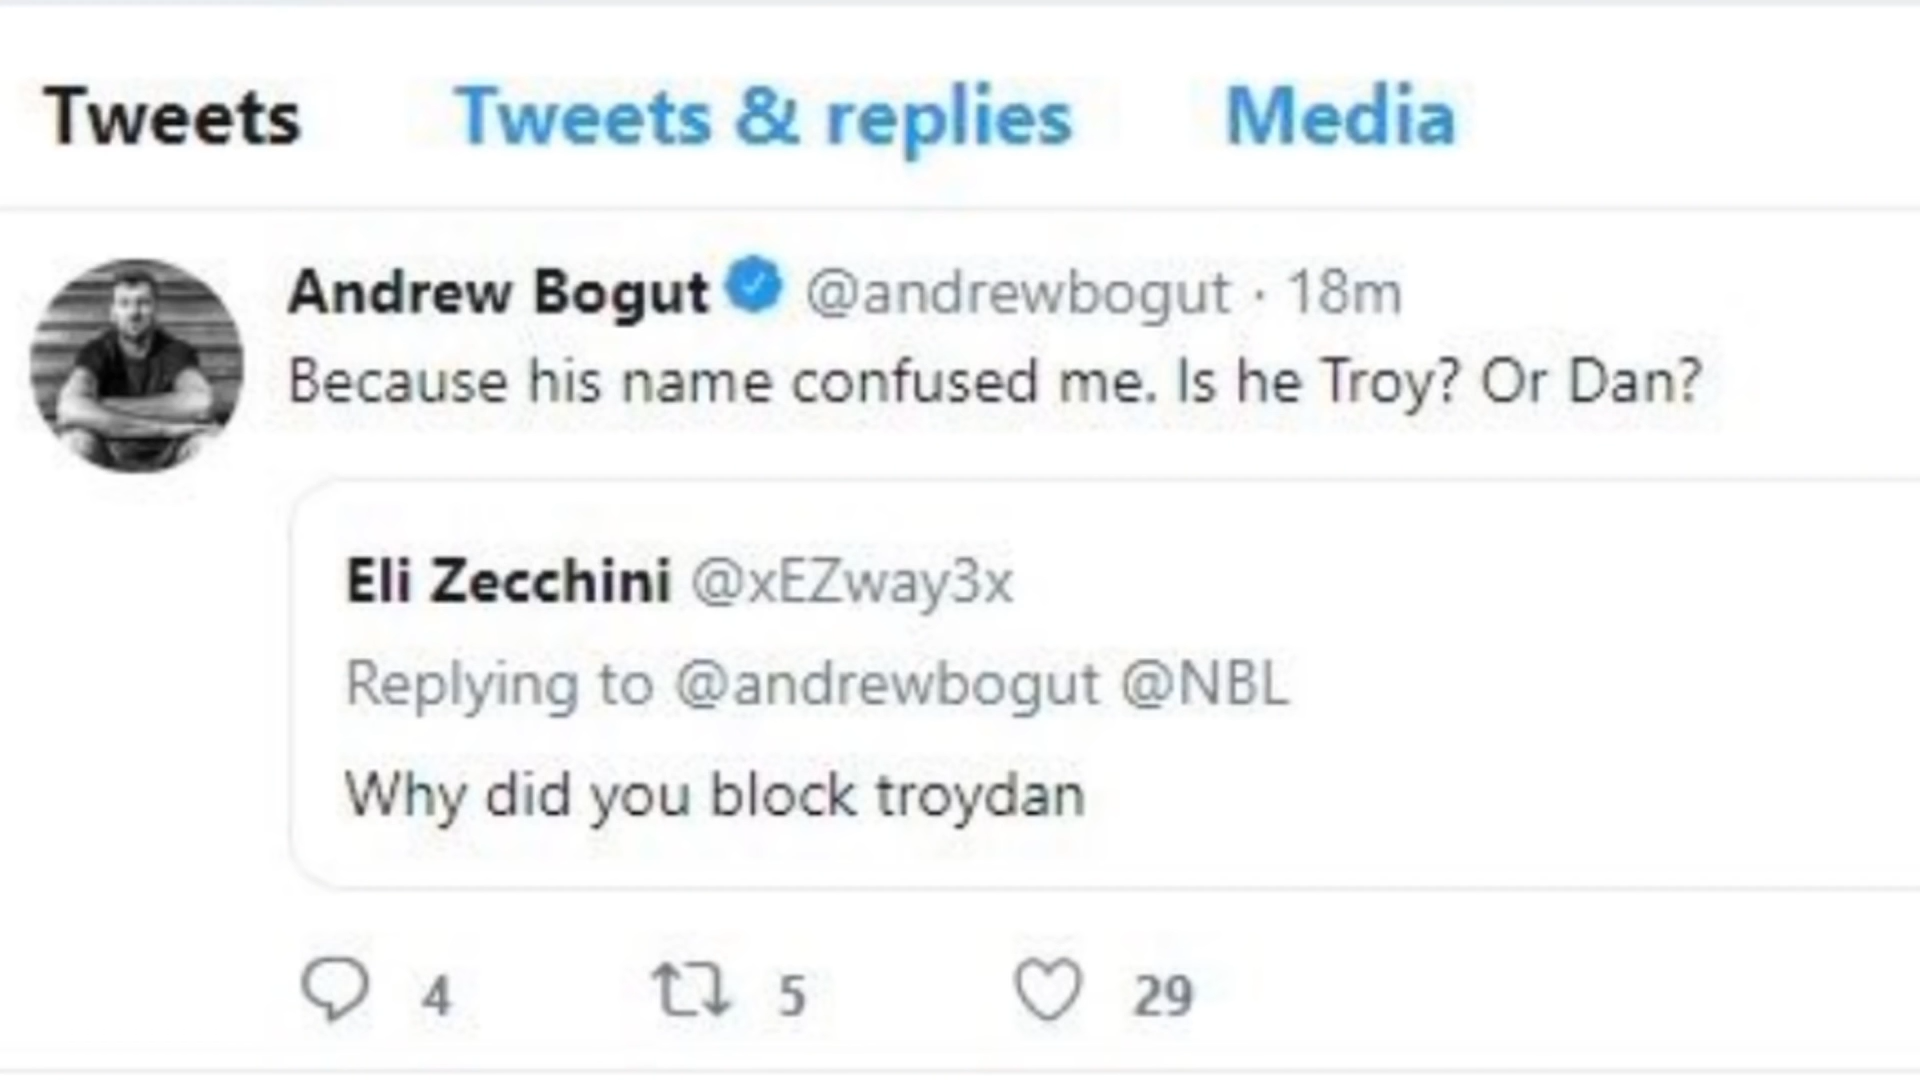 Tweets Tweets & replies Media
Andrew Bogut @andrewbogut · 18m
Because his name confused me. Is he Troy? Or Dan?
Eli Zecchini @xEZway3x
Replying to @andrewbogut @NBL
Why did you block troydan
4 5 29